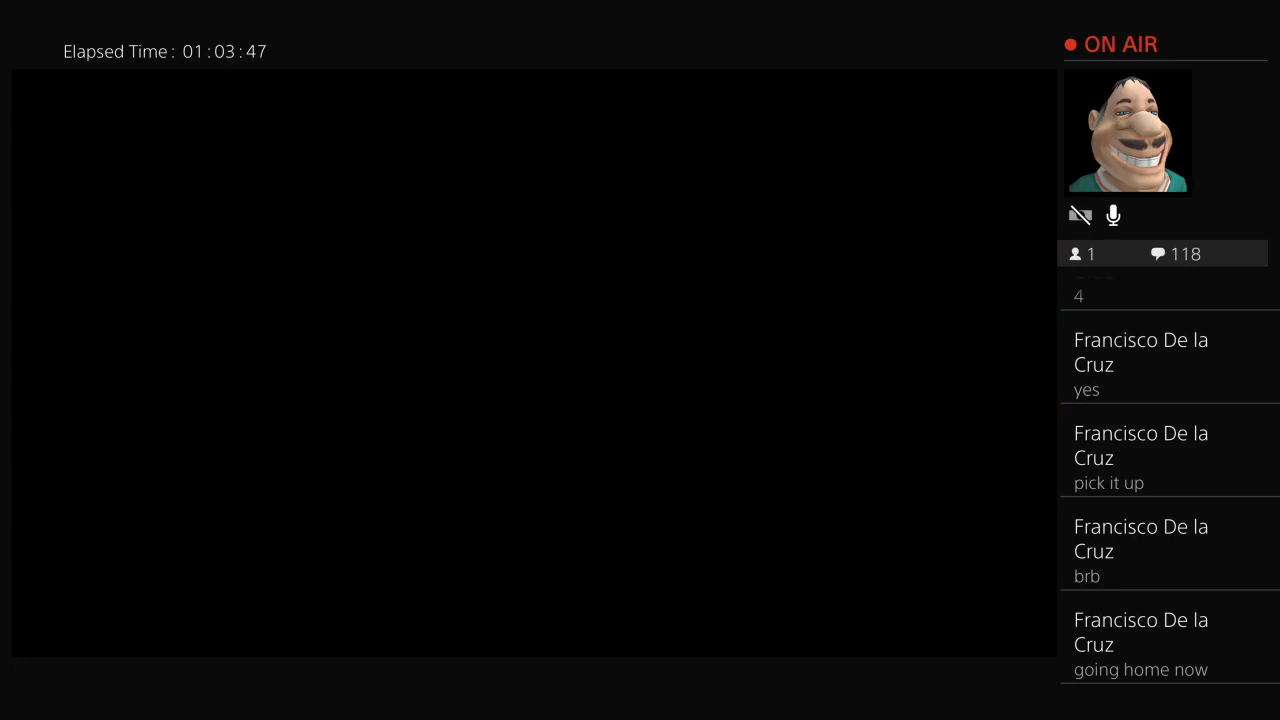 Elapsed Time: 01:03:47
ON AIR
1 118
4
Francisco De la
Cruz
yes
Francisco De la
Cruz
pick it up
Francisco De la
Cruz
brb
Francisco De la
Cruz
going home now